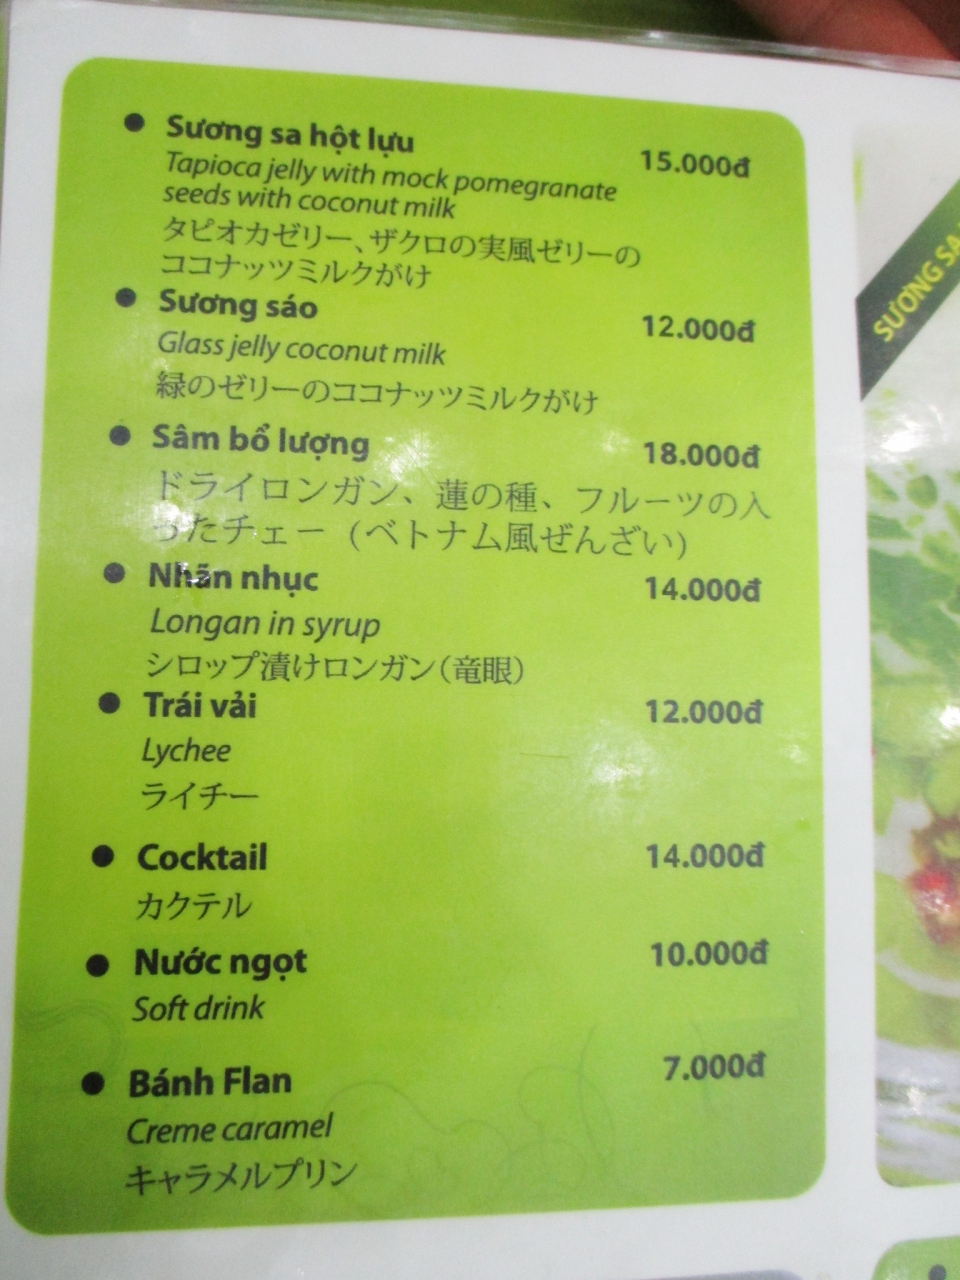 Sương sa hột lựu 15.000đ
Tapioca jelly with mock pomegranate
seeds with coconut milk
タピオカゼリー、ザクロの実風ゼリーの
ココナッツミルクがけ
Sương sáo 12.000đ
Glass jelly coconut milk
緑のゼリーのココナッツミルクがけ
Sâm bổ lượng 18.000đ
ドライロンガン、蓮の種、フルーツの入
ったチェー (ベトナム風ぜんざい)
Nhãn nhục 14.000đ
Longan in syrup
シロップ漬けロンガン（竜眼）
Trái vải 12.000đ
Lychee
ライチー
Cocktail 14.000đ
カクテル
Nước ngọt 10.000đ
Soft drink
Bánh Flan 7.000đ
Creme caramel
キャラメルプリン
SƯƠNG